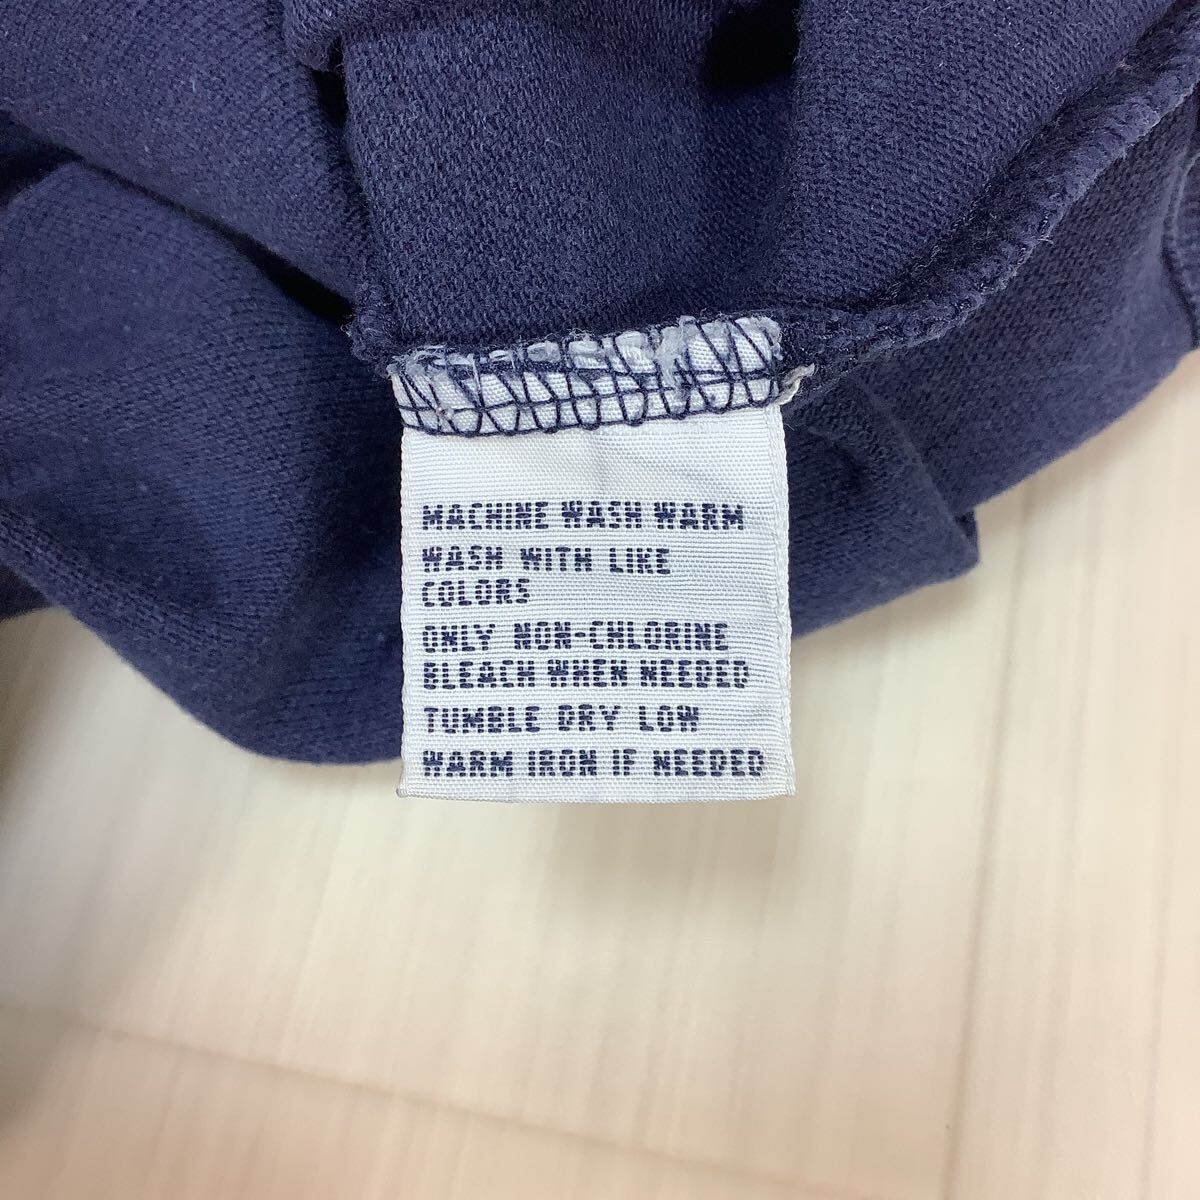 MACHINE WASH WARM
WASH WITH LIKE
COLORS
ONLY NON-CHLORINE
BLEACH WHEN NEEDED
TUMBLE DRY LOW
WARM IRON IF NEEDED